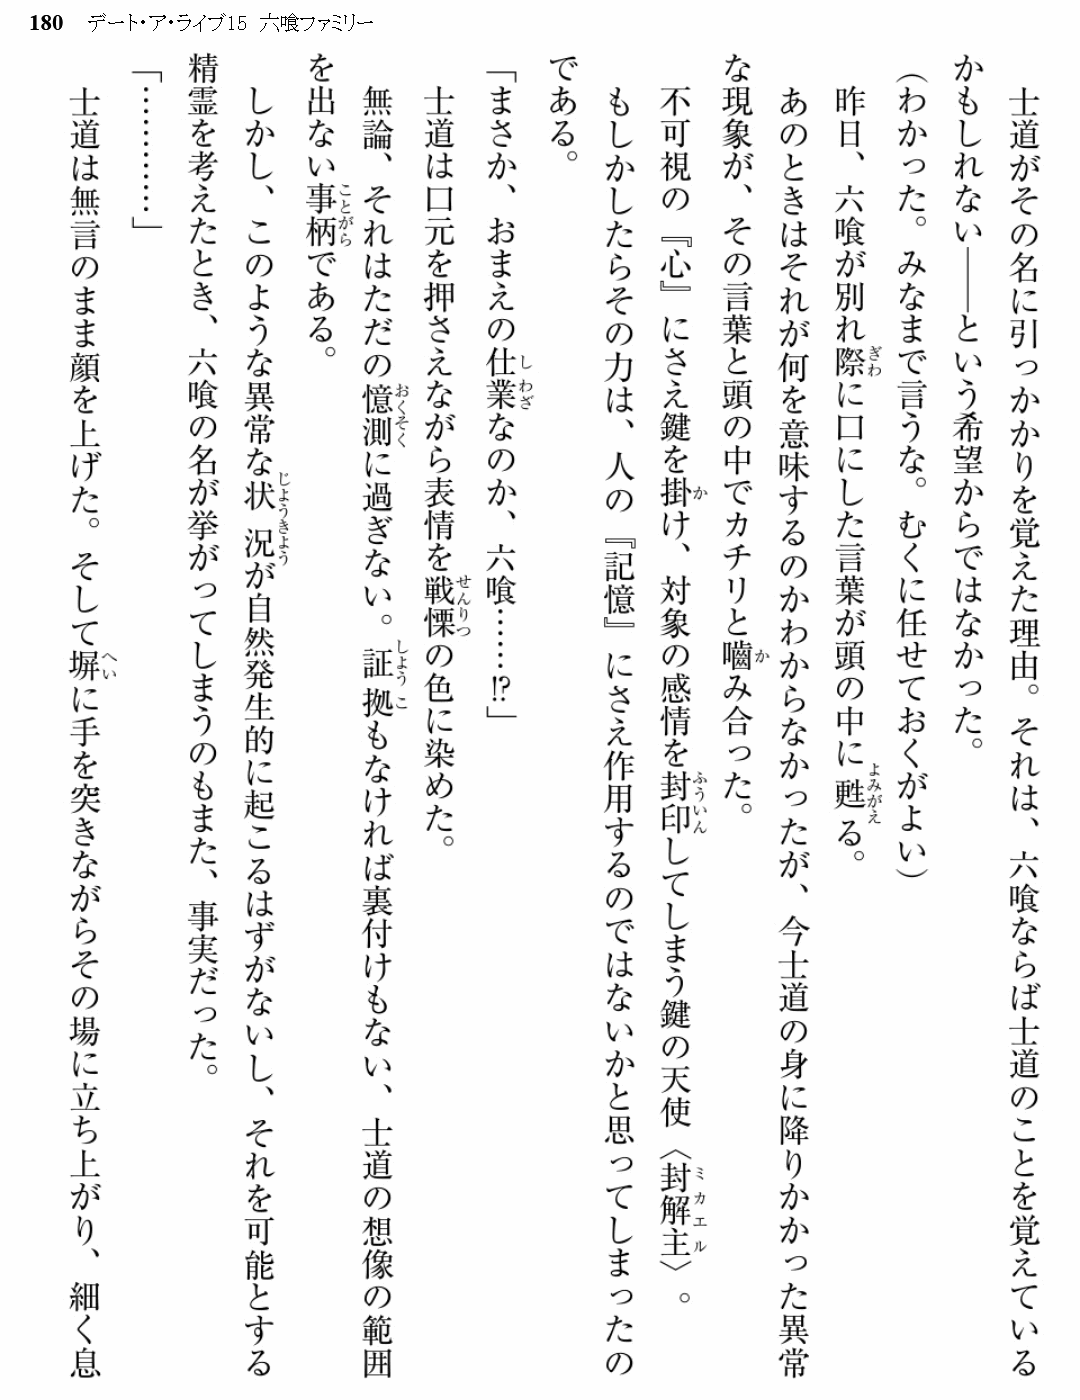 180 デート・ア・ライブ15 六喰ファミリー
士道がその名に引っかかりを覚えた理由。それは、六喰ならば士道のことを覚えている
かもしれない――という希望からではなかった。
（わかった。みなまで言うな。むくに任せておくがよい）
昨日、六喰が別れ際に口にした言葉が頭の中に甦る。
あのときはそれが何を意味するのかわからなかったが、今士道の身に降りかかった異常
な現象が、その言葉と頭の中でカチリと嚙み合った。
不可視の『心』にさえ鍵を掛け、対象の感情を封印してしまう鍵の天使〈封解主〉。
もしかしたらその力は、人の『記憶』にさえ作用するのではないかと思ってしまったの
である。
「まさか、おまえの仕業なのか、六喰……⁉」
士道は口元を押さえながら表情を戦慄の色に染めた。
無論、それはただの憶測に過ぎない。証拠もなければ裏付けもない、士道の想像の範囲
を出ない事柄である。
しかし、このような異常な状況が自然発生的に起こるはずがないし、それを可能とする
精霊を考えたとき、六喰の名が挙がってしまうのもまた、事実だった。
「…………」
士道は無言のまま顔を上げた。そして塀に手を突きながらその場に立ち上がり、細く息